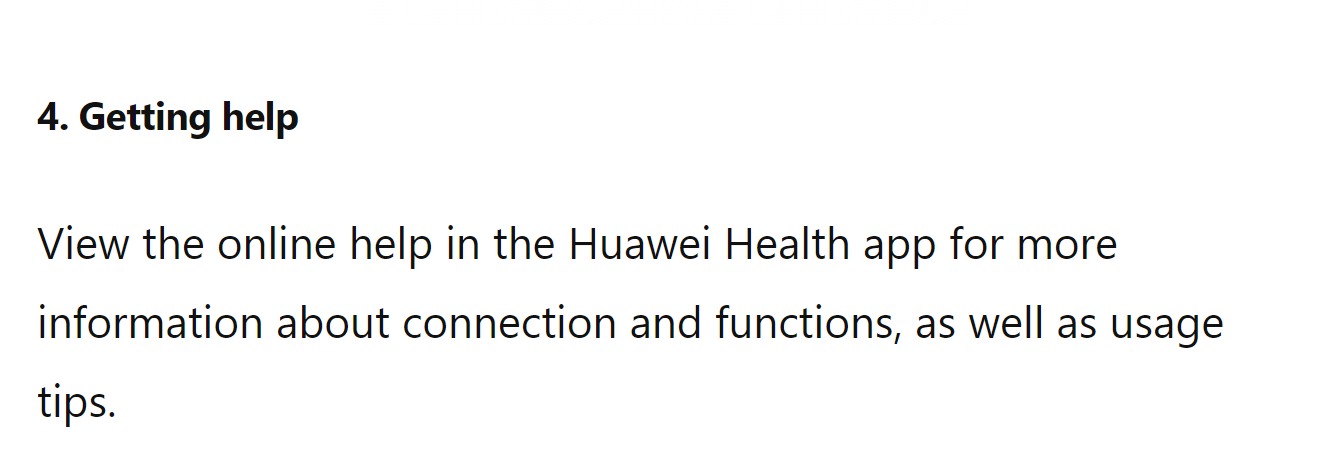 4. Getting help
View the online help in the Huawei Health app for more
information about connection and functions, as well as usage
tips.